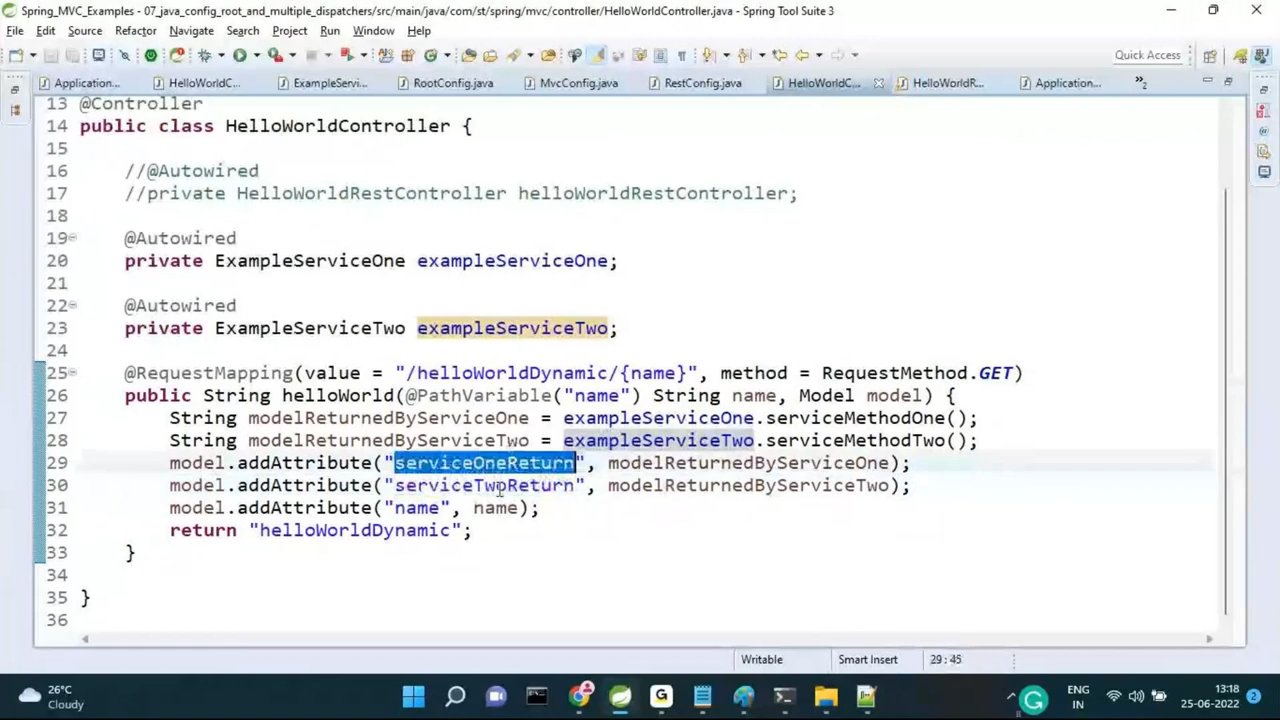 Spring_MVC_Examples - 07_java_config_root_and_multiple_dispatchers/src/main/java/com/st/spring/mvc/controller/HelloWorldController.java - Spring Tool Suite 3
File Edit Source Refactor Navigate Search Project Run Window Help
Quick Access
Application... HelloWorldC... ExampleServi... RootConfig.java MvcConfig.java RestConfig.java HelloWorldC... HelloWorldR... Application... »2
13 @Controller
14 public class HelloWorldController {
15
16 //@Autowired
17 //private HelloWorldRestController helloWorldRestController;
18
19 @Autowired
20 private ExampleServiceOne exampleServiceOne;
21
22 @Autowired
23 private ExampleServiceTwo exampleServiceTwo;
24
25 @RequestMapping(value = "/helloWorldDynamic/{name}", method = RequestMethod.GET)
26 public String helloWorld(@PathVariable("name") String name, Model model) {
27 String modelReturnedByServiceOne = exampleServiceOne.serviceMethodOne();
28 String modelReturnedByServiceTwo = exampleServiceTwo.serviceMethodTwo();
29 model.addAttribute("serviceOneReturn", modelReturnedByServiceOne);
30 model.addAttribute("serviceTwoReturn", modelReturnedByServiceTwo);
31 model.addAttribute("name", name);
32 return "helloWorldDynamic";
33 }
34
35 }
36
Writable Smart Insert 29 : 45
26°C
Cloudy
ENG
IN
13:18
25-06-2022
2